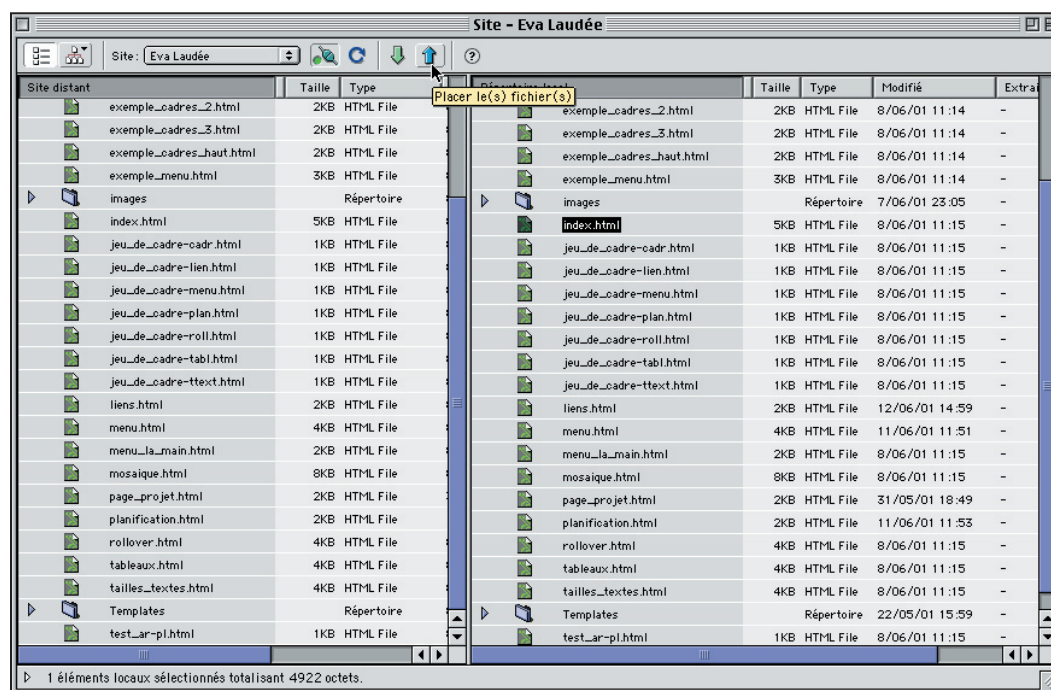 Site - Eva Laudée
Site: Eva Laudée
?
Placer le(s) fichier(s)
Site distant Taille Type
exemple_cadres_2.html 2KB HTML File
exemple_cadres_3.html 2KB HTML File
exemple_cadres_haut.html 2KB HTML File
exemple_menu.html 3KB HTML File
images Répertoire
index.html 5KB HTML File
jeu_de_cadre-cadr.html 1KB HTML File
jeu_de_cadre-lien.html 1KB HTML File
jeu_de_cadre-menu.html 1KB HTML File
jeu_de_cadre-plan.html 1KB HTML File
jeu_de_cadre-roll.html 1KB HTML File
jeu_de_cadre-tabl.html 1KB HTML File
jeu_de_cadre-ttext.html 1KB HTML File
liens.html 2KB HTML File
menu.html 4KB HTML File
menu_la_main.html 2KB HTML File
mosaique.html 8KB HTML File
page_projet.html 2KB HTML File
planification.html 2KB HTML File
rollover.html 4KB HTML File
tableaux.html 4KB HTML File
tailles_textes.html 4KB HTML File
Templates Répertoire
test_ar-pl.html 1KB HTML File
Taille Type Modifié Extrai
exemple_cadres_2.html 2KB HTML File 8/06/01 11:14 -
exemple_cadres_3.html 2KB HTML File 8/06/01 11:14 -
exemple_cadres_haut.html 2KB HTML File 8/06/01 11:14 -
exemple_menu.html 3KB HTML File 8/06/01 11:14 -
images Répertoire 7/06/01 23:05 -
index.html 5KB HTML File 8/06/01 11:15 -
jeu_de_cadre-cadr.html 1KB HTML File 8/06/01 11:15 -
jeu_de_cadre-lien.html 1KB HTML File 8/06/01 11:15 -
jeu_de_cadre-menu.html 1KB HTML File 8/06/01 11:15 -
jeu_de_cadre-plan.html 1KB HTML File 8/06/01 11:15 -
jeu_de_cadre-roll.html 1KB HTML File 8/06/01 11:15 -
jeu_de_cadre-tabl.html 1KB HTML File 8/06/01 11:15 -
jeu_de_cadre-ttext.html 1KB HTML File 8/06/01 11:15 -
liens.html 2KB HTML File 12/06/01 14:59 -
menu.html 4KB HTML File 11/06/01 11:51 -
menu_la_main.html 2KB HTML File 8/06/01 11:15 -
mosaique.html 8KB HTML File 8/06/01 11:15 -
page_projet.html 2KB HTML File 31/05/01 18:49 -
planification.html 2KB HTML File 11/06/01 11:53 -
rollover.html 4KB HTML File 8/06/01 11:15 -
tableaux.html 4KB HTML File 8/06/01 11:15 -
tailles_textes.html 4KB HTML File 8/06/01 11:15 -
Templates Répertoire 22/05/01 15:59 -
test_ar-pl.html 1KB HTML File 8/06/01 11:15 -
1 éléments locaux sélectionnés totalisant 4922 octets.